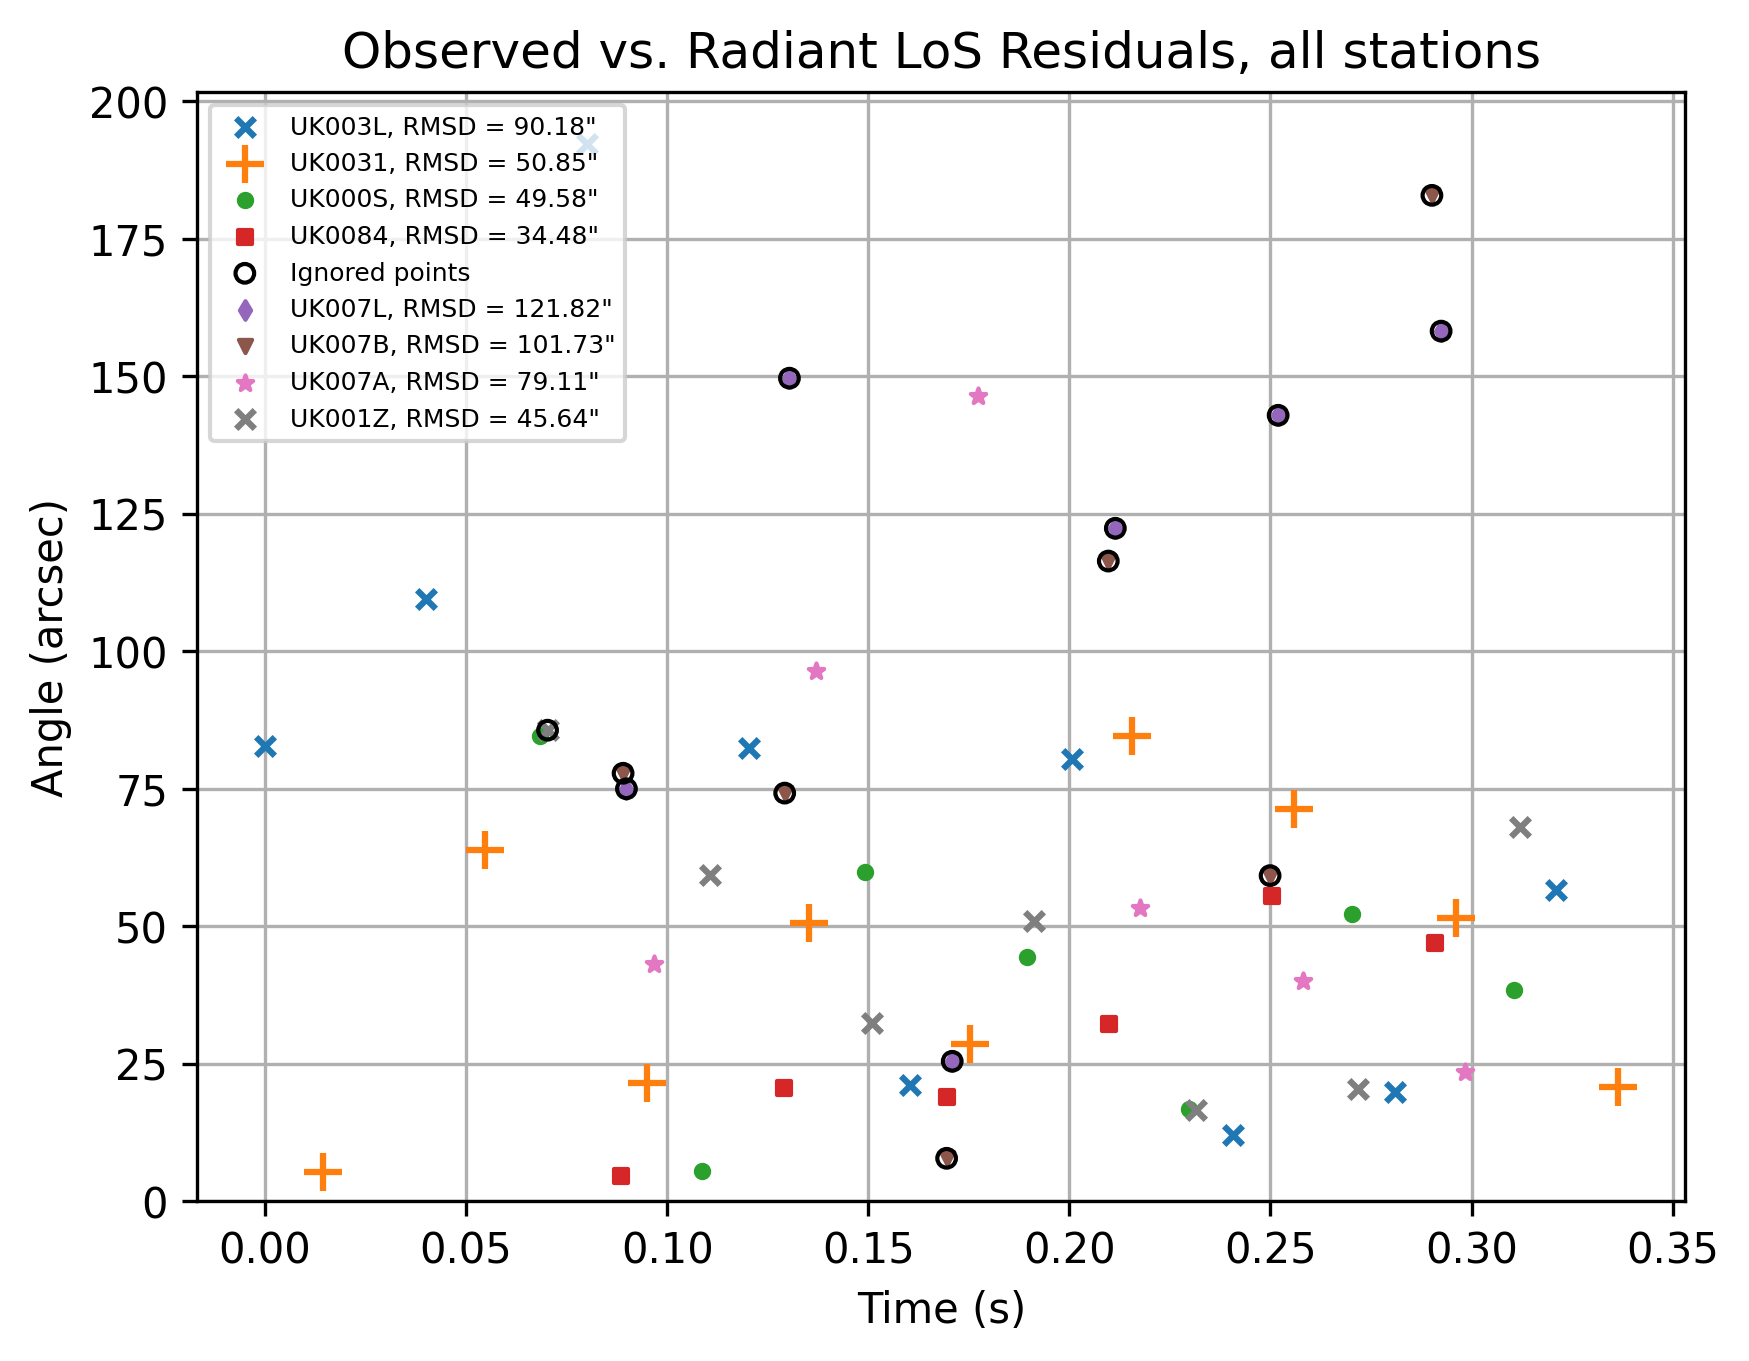 Observed vs. Radiant LoS Residuals, all stations
200
175
150
125
100
75
50
25
0
Angle (arcsec)
UK003L, RMSD = 90.18"
UK0031, RMSD = 50.85"
UK000S, RMSD = 49.58"
UK0084, RMSD = 34.48"
Ignored points
UK007L, RMSD = 121.82"
UK007B, RMSD = 101.73"
UK007A, RMSD = 79.11"
UK001Z, RMSD = 45.64"
0.00 0.05 0.10 0.15 0.20 0.25 0.30 0.35
Time (s)